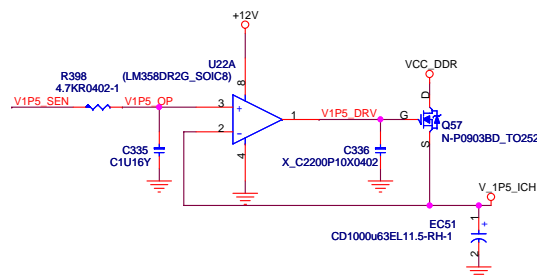 +12V
U22A
(LM358DR2G_SOIC8)
VCC_DDR
R398
4.7KR0402-1
V1P5_SEN
V1P5_OP
8
3
+
1
V1P5_DRV
G
D
S
Q57
N-P0903BD_TO252
2
-
4
C335
C1U16Y
C336
X_C2200P10X0402
V_1P5_ICH
EC51
CD1000u63EL11.5-RH-1
1
+
2